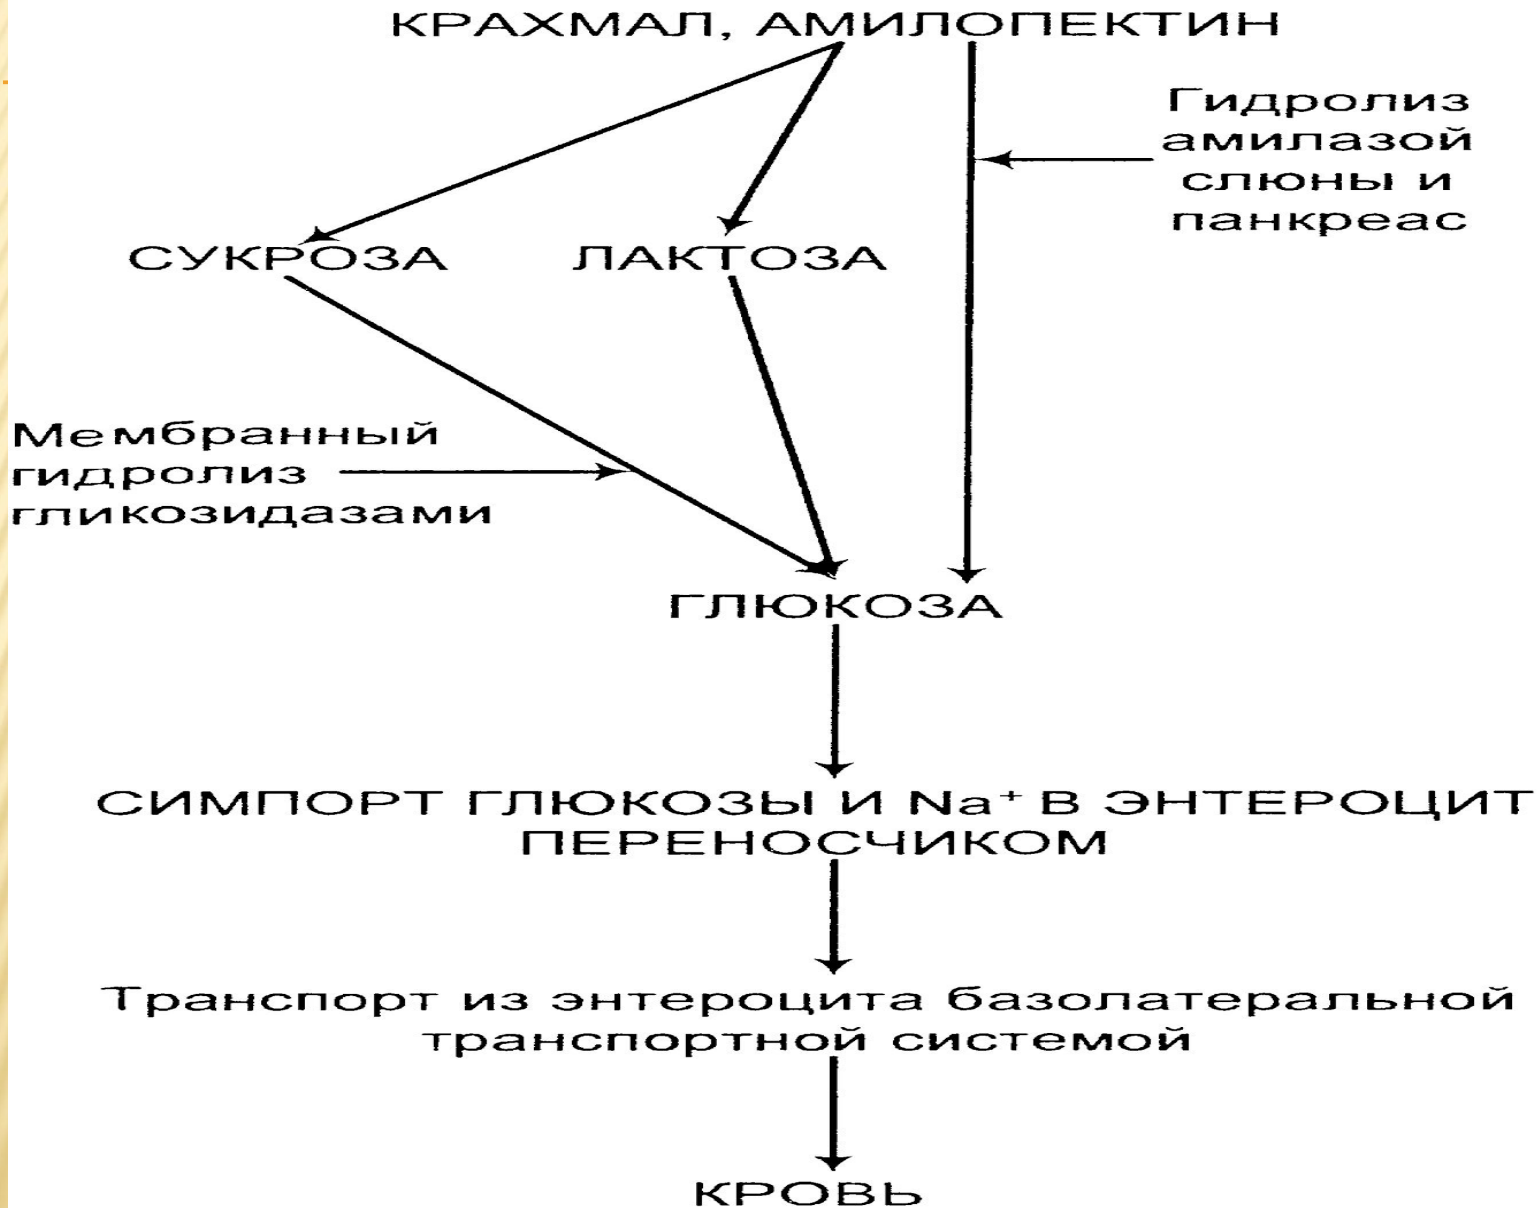 КРАХМАЛ, АМИЛОПЕКТИН
Гидролиз
амилазой
слюны и
панкреас
СУКРОЗА
ЛАКТОЗА
Мембранный
гидролиз
гликозидазами
ГЛЮКОЗА
СИМПОРТ ГЛЮКОЗЫ И Na⁺ В ЭНТЕРОЦИТ
ПЕРЕНОСЧИКОМ
Транспорт из энтероцита базолатеральной
транспортной системой
КРОВЬ